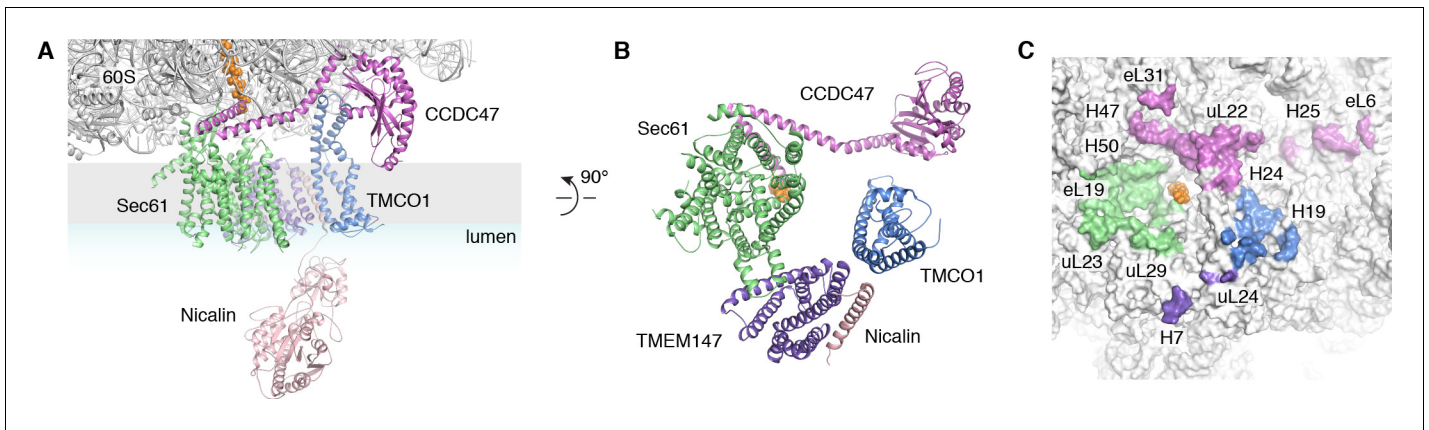 A
60S
CCDC47
Sec61
TMCO1
lumen
Nicalin
90°
B
CCDC47
Sec61
TMCO1
TMEM147
Nicalin
C
eL31
H47
uL22
H25
eL6
H50
H24
eL19
H19
uL23
uL29
uL24
H7